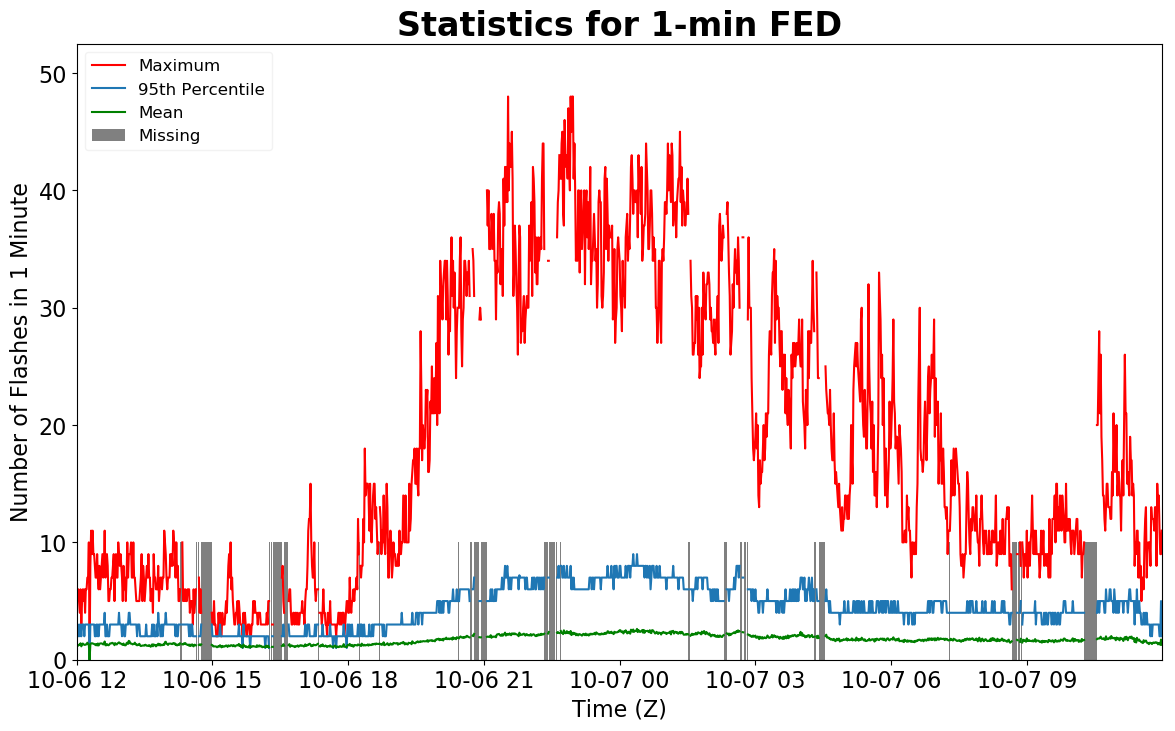 Statistics for 1-min FED
Maximum
95th Percentile
Mean
Missing
Number of Flashes in 1 Minute
50
40
30
20
10
0
10-06 12 10-06 15 10-06 18 10-06 21 10-07 00 10-07 03 10-07 06 10-07 09
Time (Z)